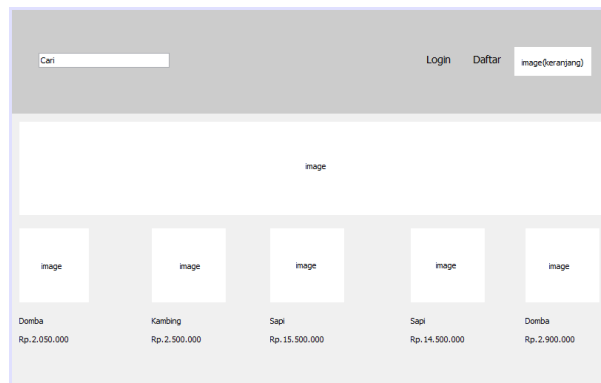 Cari
Login Daftar image(keranjang)
image
image image image image image
Domba Kambing Sapi Sapi Domba
Rp.2.050.000 Rp.2.500.000 Rp.15.500.000 Rp.14.500.000 Rp.2.900.000